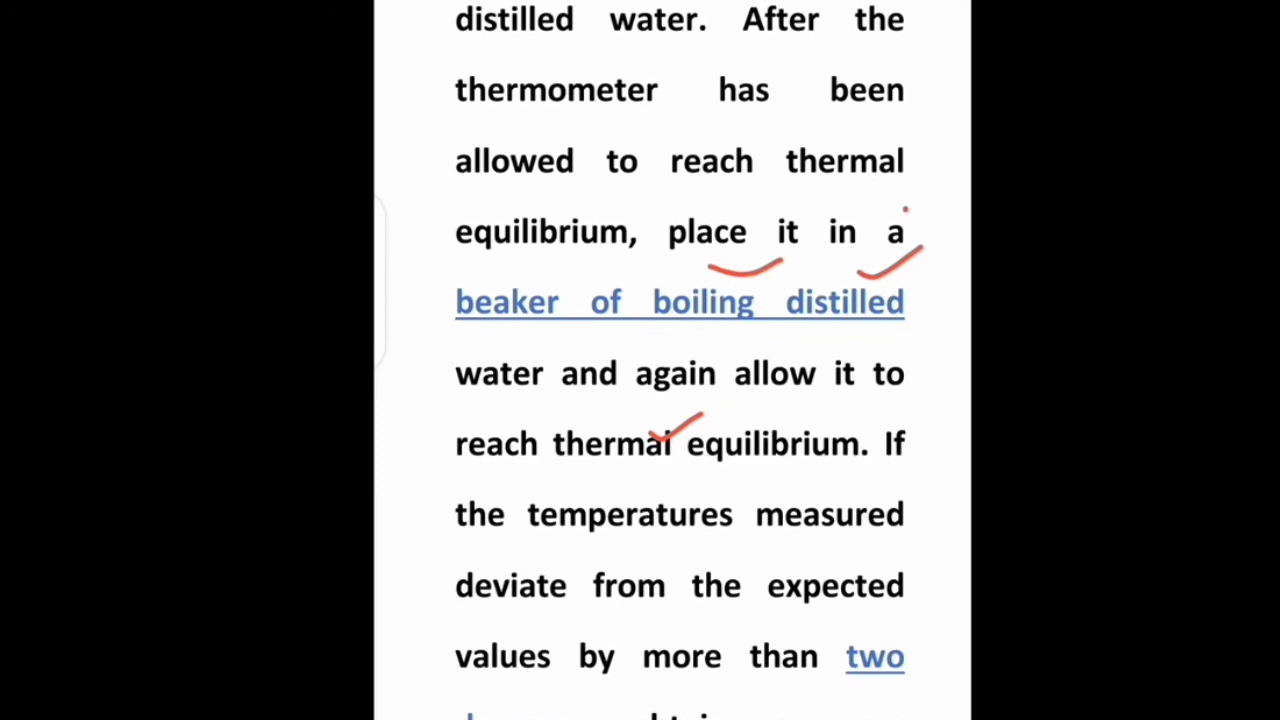 distilled water. After the
thermometer has been
allowed to reach thermal
equilibrium, place it in a
beaker of boiling distilled
water and again allow it to
reach thermal equilibrium. If
the temperatures measured
deviate from the expected
values by more than two